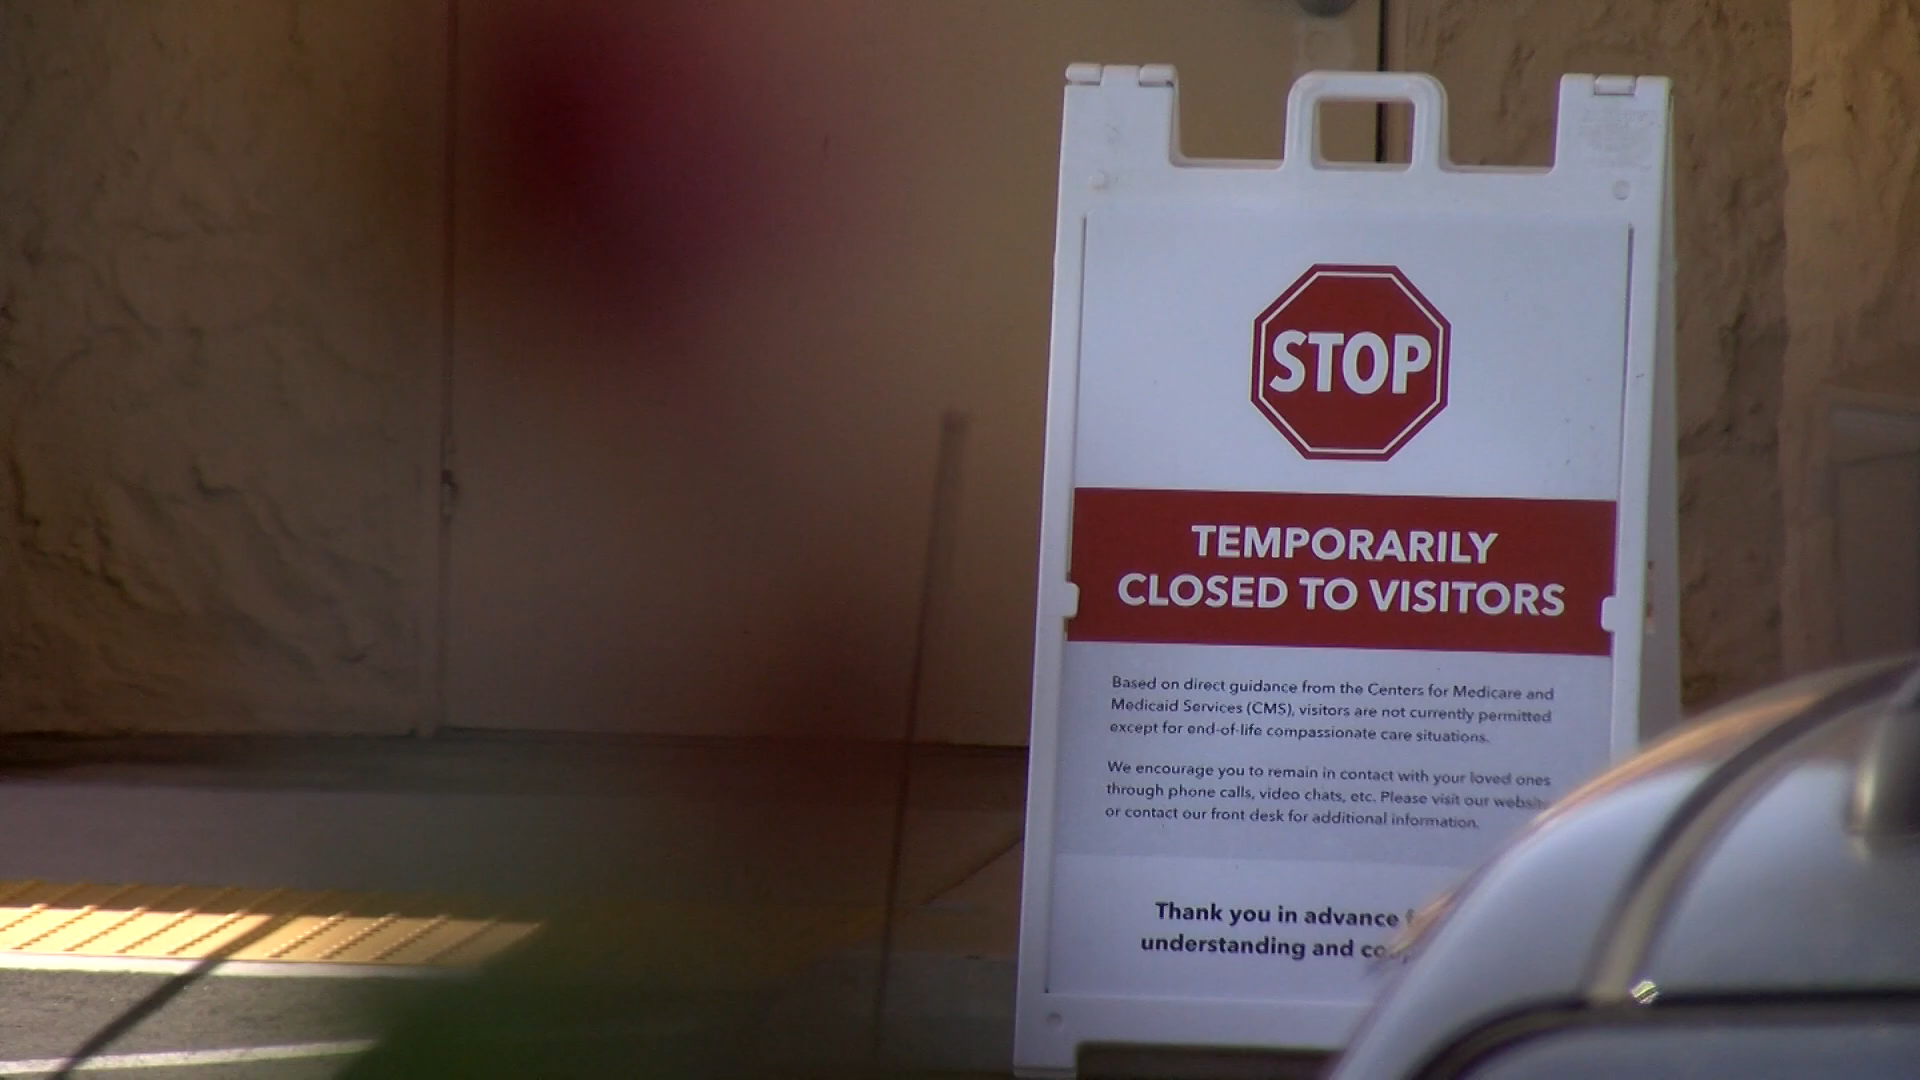 STOP
TEMPORARILY
CLOSED TO VISITORS
Based on direct guidance from the Centers for Medicare and
Medicaid Services (CMS), visitors are not currently permitted
except for end-of-life compassionate care situations.
We encourage you to remain in contact with your loved ones
through phone calls, video chats, etc. Please visit our website
or contact our front desk for additional information.
Thank you in advance
understanding and